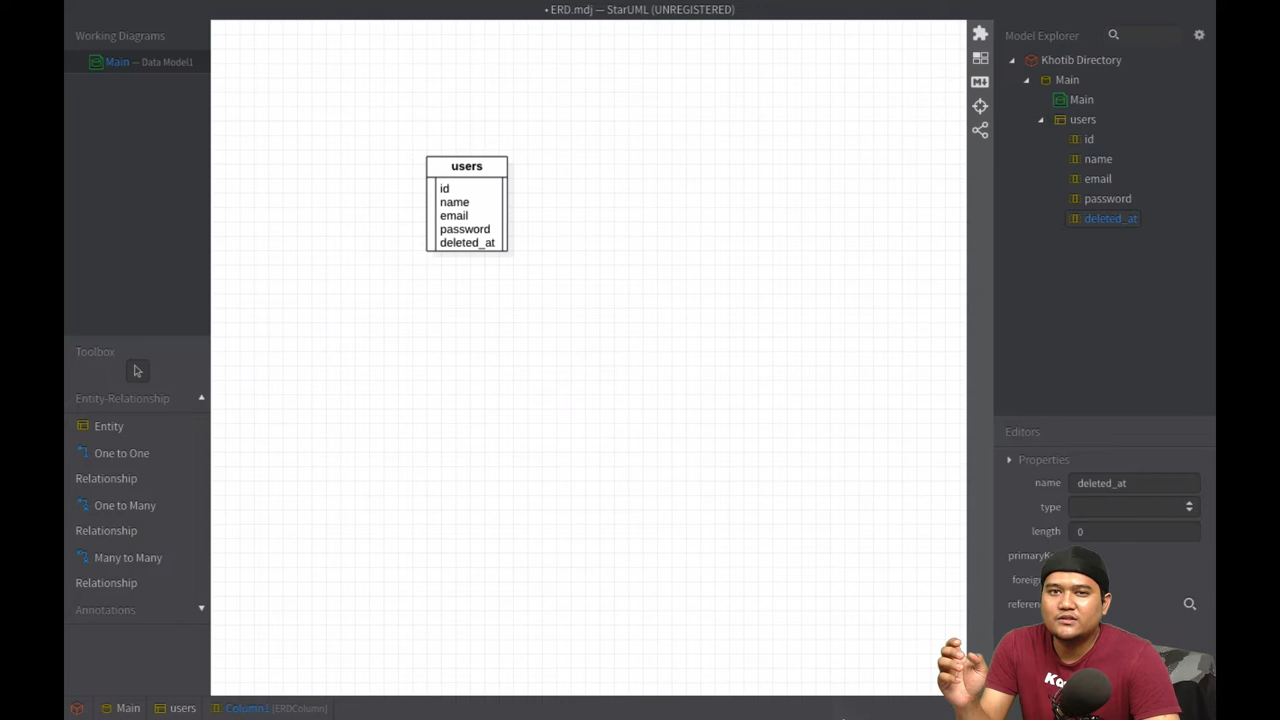 • ERD.mdj — StarUML (UNREGISTERED)
Working Diagrams
Main — Data Model1
Toolbox
Entity-Relationship
Entity
One to One
Relationship
One to Many
Relationship
Many to Many
Relationship
Annotations
users
id
name
email
password
deleted_at
Model Explorer
Khotib Directory
Main
Main
users
id
name
email
password
deleted_at
Editors
Properties
name deleted_at
type
length 0
Main users Column1 [ERDColumn]